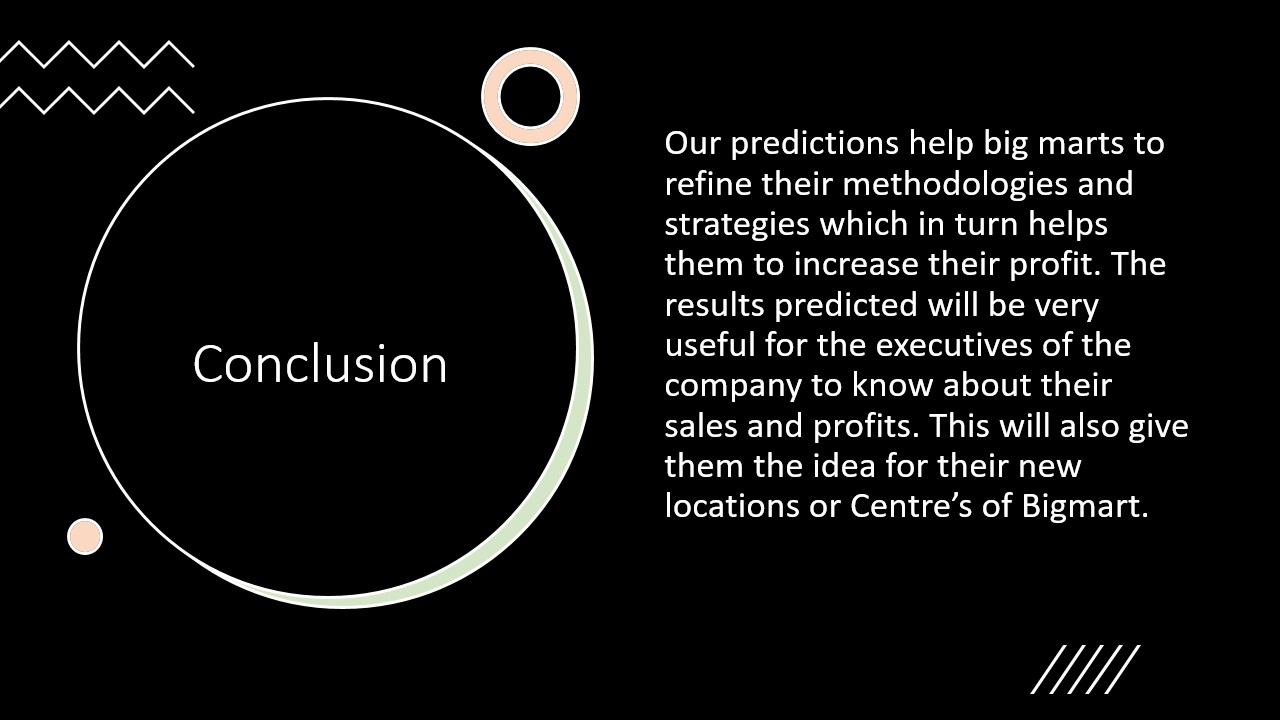 Conclusion
Our predictions help big marts to
refine their methodologies and
strategies which in turn helps
them to increase their profit. The
results predicted will be very
useful for the executives of the
company to know about their
sales and profits. This will also give
them the idea for their new
locations or Centre’s of Bigmart.